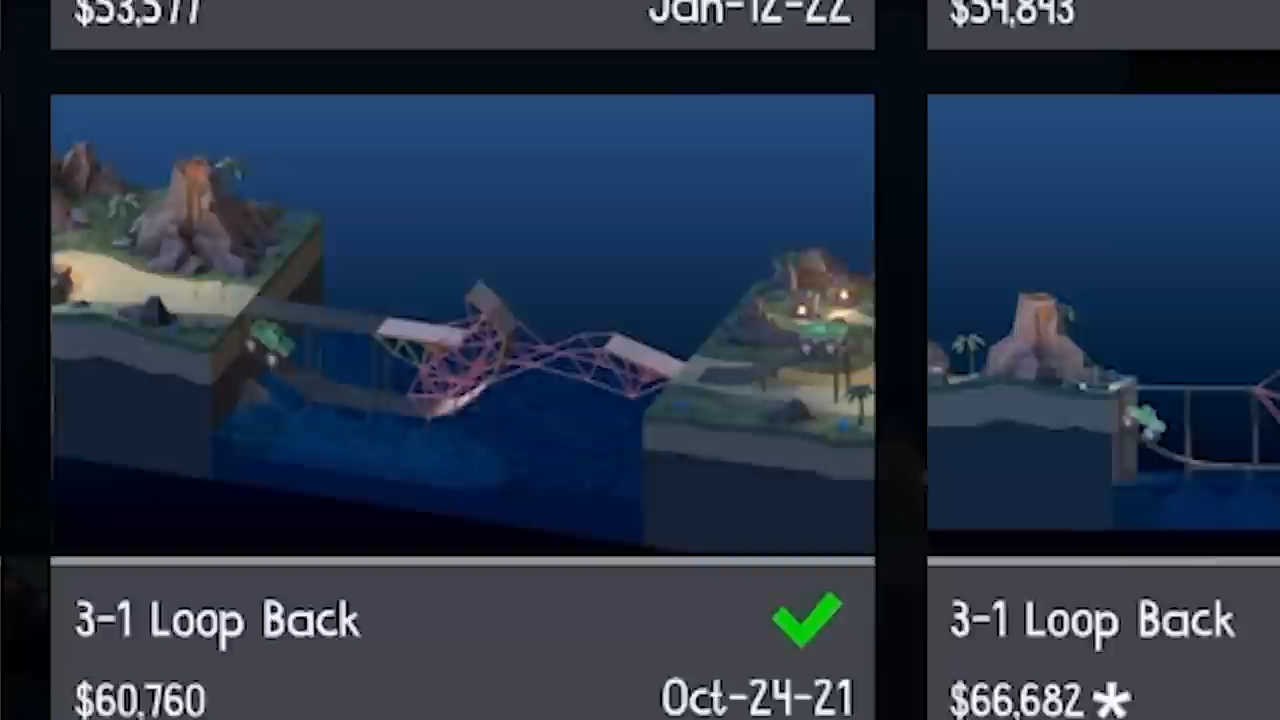 $53,577 Jan-12-22 $54,843
3-1 Loop Back 3-1 Loop Back
$60,760 Oct-24-21 $66,682 *